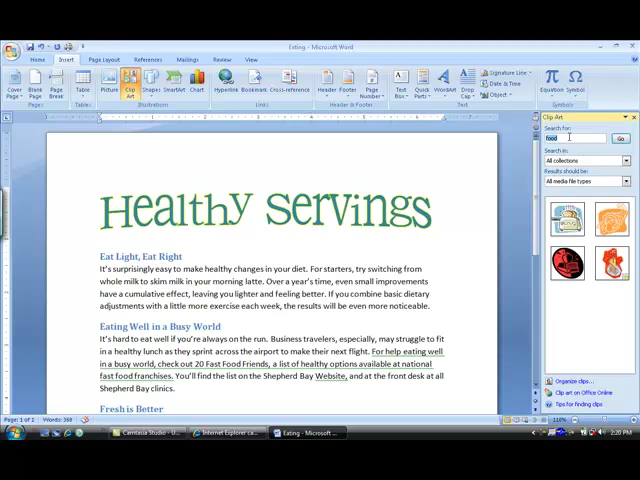 Eating - Microsoft Word
Home Insert Page Layout References Mailings Review View
Cover Page Blank Page Page Break Table Picture Clip Art Shapes SmartArt Chart Hyperlink Bookmark Cross-reference Header Footer Page Number Text Box Quick Parts WordArt Drop Cap Signature Line Date & Time Object Equation Symbol
Pages Tables Illustrations Links Header & Footer Text Symbols
Clip Art
Search for:
food Go
Search in:
All collections
Results should be:
All media file types
Healthy Servings
Eat Light, Eat Right
It's surprisingly easy to make healthy changes in your diet. For starters, try switching from
whole milk to skim milk in your morning latte. Over a year's time, even small improvements
have a cumulative effect, leaving you lighter and feeling better. If you combine basic dietary
adjustments with a little more exercise each week, the results will be even more noticeable.
Eating Well in a Busy World
It's hard to eat well if you're always on the run. Business travelers, especially, may struggle to fit
in a healthy lunch as they sprint across the airport to make their next flight. For help eating well
in a busy world, check out 20 Fast Food Friends, a list of healthy options available at national
fast food franchises. You'll find the list on the Shepherd Bay Website, and at the front desk at all
Shepherd Bay clinics.
Fresh is Better
Organize clips...
Clip art on Office Online
Tips for finding clips
Page: 1 of 1 Words: 368 110%
Camtasia Studio - U... Internet Explorer ca... Eating - Microsoft ... 2:20 PM